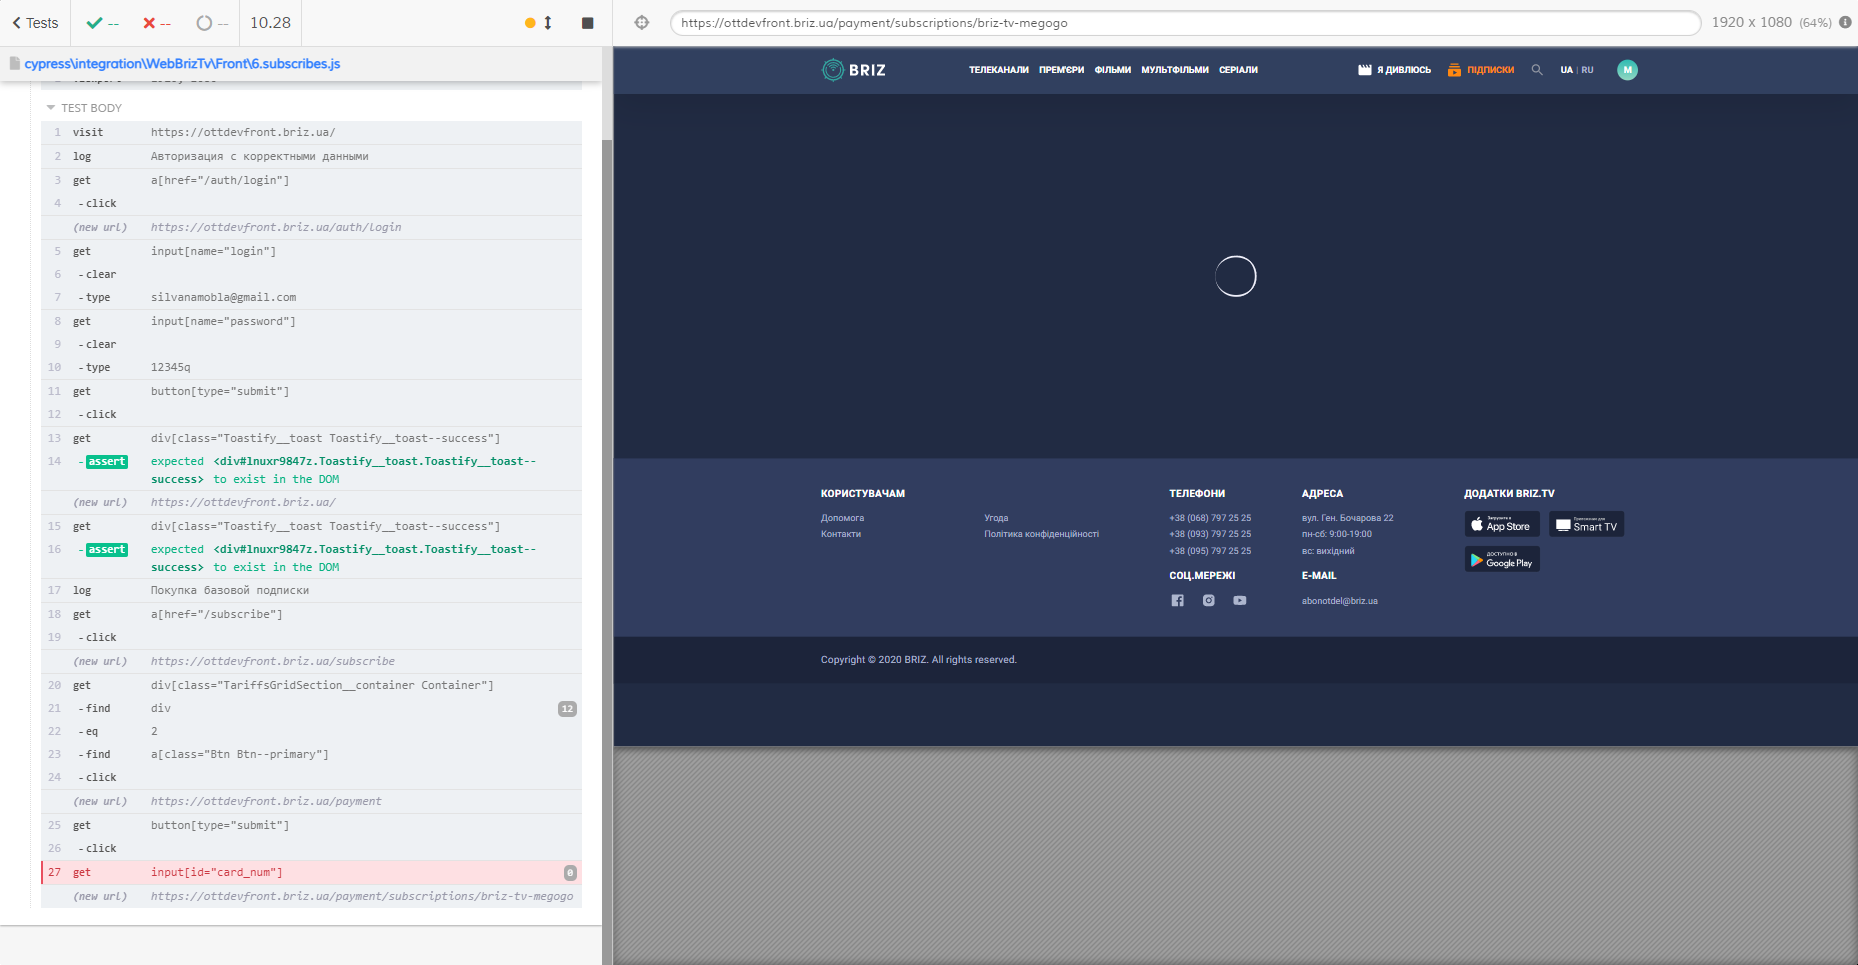 Tests
--
--
--
10.28
https://ottdevfront.briz.ua/payment/subscriptions/briz-tv-megogo
1920 x 1080 (64%)
cypress\integration\WebBrizTv\Front\6.subscribes.js
TEST BODY
1 visit https://ottdevfront.briz.ua/
2 log Авторизация с корректными данными
3 get a[href="/auth/login"]
4 -click
(new url) https://ottdevfront.briz.ua/auth/login
5 get input[name="login"]
6 -clear
7 -type silvanamobla@gmail.com
8 get input[name="password"]
9 -clear
10 -type 12345q
11 get button[type="submit"]
12 -click
13 get div[class="Toastify__toast Toastify__toast--success"]
14 -assert expected <div#lnuxr9847z.Toastify__toast.Toastify__toast--
success> to exist in the DOM
(new url) https://ottdevfront.briz.ua/
15 get div[class="Toastify__toast Toastify__toast--success"]
16 -assert expected <div#lnuxr9847z.Toastify__toast.Toastify__toast--
success> to exist in the DOM
17 log Покупка базовой подписки
18 get a[href="/subscribe"]
19 -click
(new url) https://ottdevfront.briz.ua/subscribe
20 get div[class="TariffsGridSection__container Container"]
21 -find div 12
22 -eq 2
23 -find a[class="Btn Btn--primary"]
24 -click
(new url) https://ottdevfront.briz.ua/payment
25 get button[type="submit"]
26 -click
27 get input[id="card_num"] 0
(new url) https://ottdevfront.briz.ua/payment/subscriptions/briz-tv-megogo
BRIZ
ТЕЛЕКАНАЛИ ПРЕМ'ЄРИ ФІЛЬМИ МУЛЬТФІЛЬМИ СЕРІАЛИ
Я ДИВЛЮСЬ ПІДПИСКИ UA | RU M
КОРИСТУВАЧАМ
Допомога
Контакти
Угода
Політика конфіденційності
ТЕЛЕФОНИ
+38 (068) 797 25 25
+38 (093) 797 25 25
+38 (095) 797 25 25
СОЦ.МЕРЕЖІ
АДРЕСА
вул. Ген. Бочарова 22
пн-сб: 9:00-19:00
вс: вихідний
E-MAIL
abonotdel@briz.ua
ДОДАТКИ BRIZ.TV
App Store
Smart TV
ДОСТУПНО В
Google Play
Copyright © 2020 BRIZ. All rights reserved.